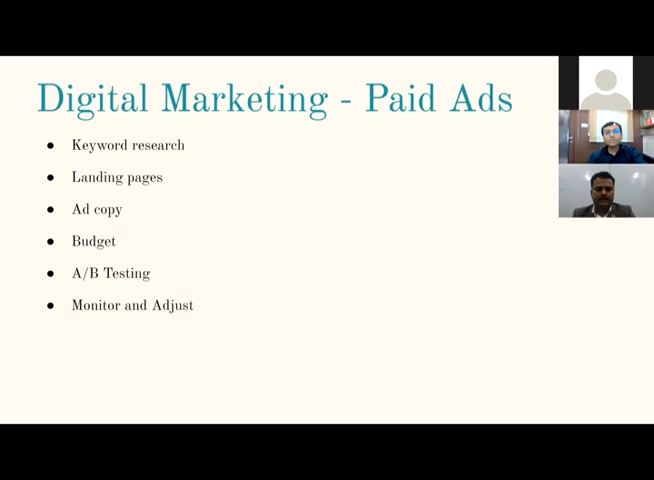 Digital Marketing - Paid Ads
● Keyword research
● Landing pages
● Ad copy
● Budget
● A/B Testing
● Monitor and Adjust